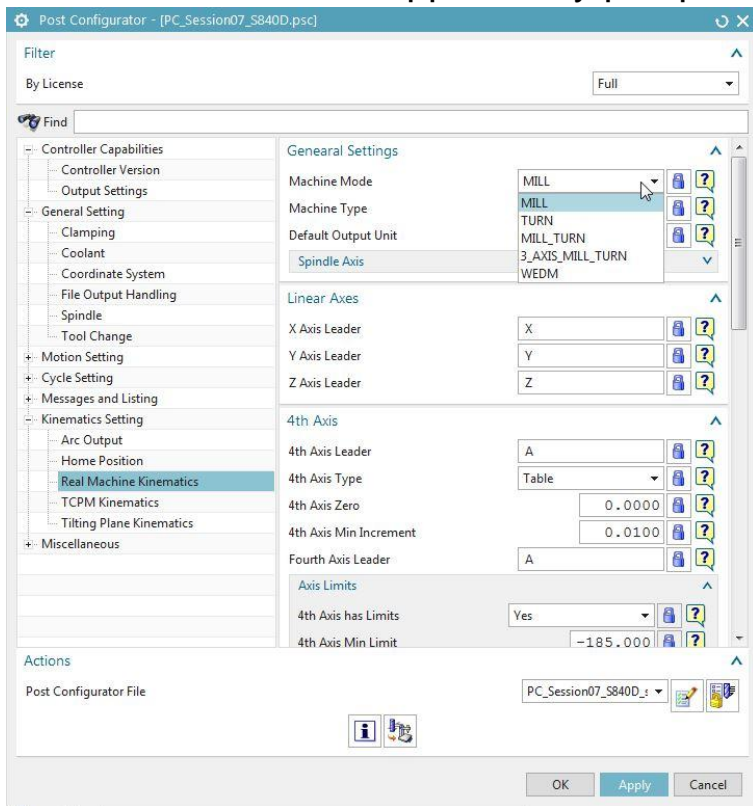 Post Configurator - [PC_Session07_S840D.psc]
Filter
By License
Full
Find
Controller Capabilities
Controller Version
Output Settings
General Setting
Clamping
Coolant
Coordinate System
File Output Handling
Spindle
Tool Change
Motion Setting
Cycle Setting
Messages and Listing
Kinematics Setting
Arc Output
Home Position
Real Machine Kinematics
TCPM Kinematics
Tilting Plane Kinematics
Miscellaneous
Genearal Settings
Machine Mode MILL
Machine Type
Default Output Unit
MILL
TURN
MILL_TURN
3_AXIS_MILL_TURN
WEDM
Spindle Axis
Linear Axes
X Axis Leader X
Y Axis Leader Y
Z Axis Leader Z
4th Axis
4th Axis Leader A
4th Axis Type Table
4th Axis Zero 0.0000
4th Axis Min Increment 0.0100
Fourth Axis Leader A
Axis Limits
4th Axis has Limits Yes
4th Axis Min Limit -185.000
Actions
Post Configurator File
OK Apply Cancel